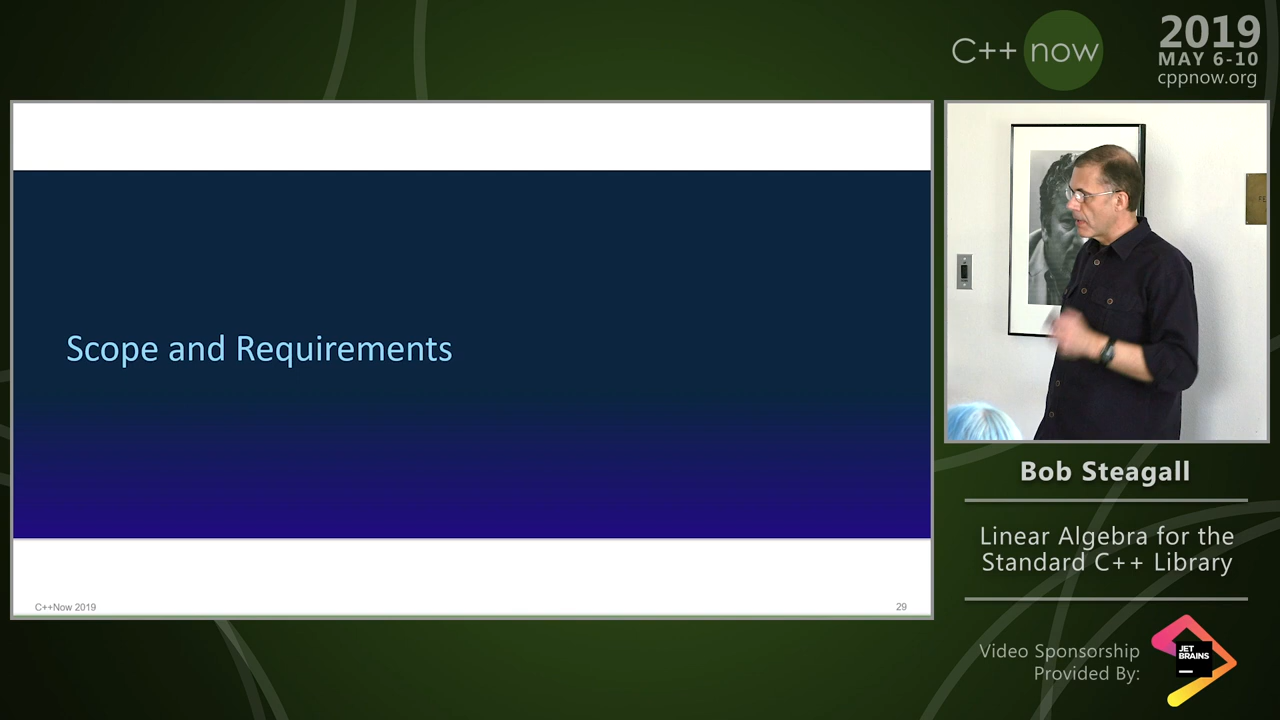 C++ now
2019
MAY 6-10
cppnow.org
Scope and Requirements
C++Now 2019
29
Bob Steagall
Linear Algebra for the
Standard C++ Library
Video Sponsorship
Provided By:
JET
BRAINS